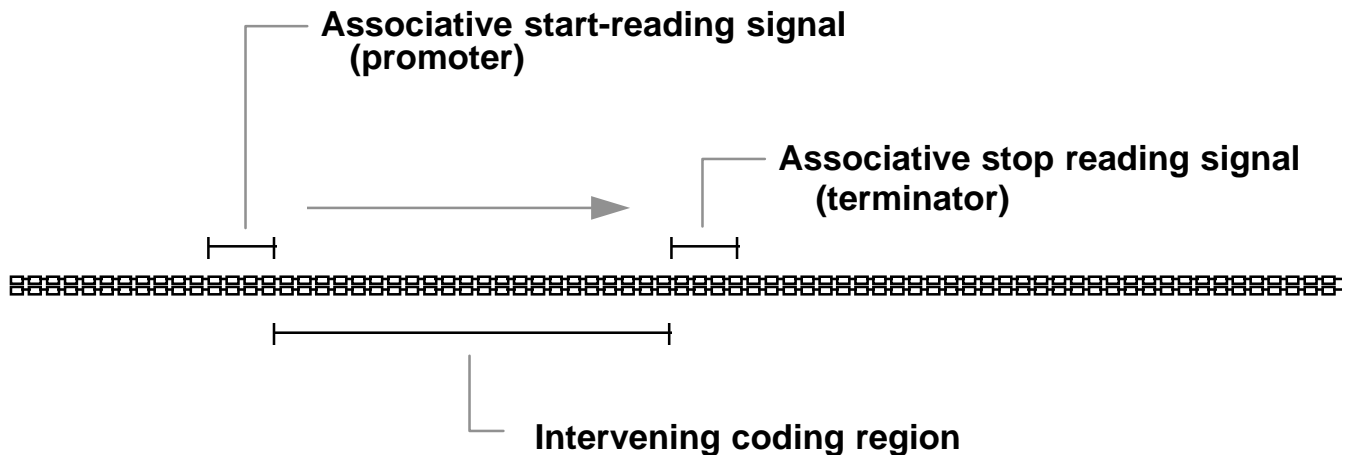 Associative start-reading signal
(promoter)
Associative stop reading signal
(terminator)
Intervening coding region